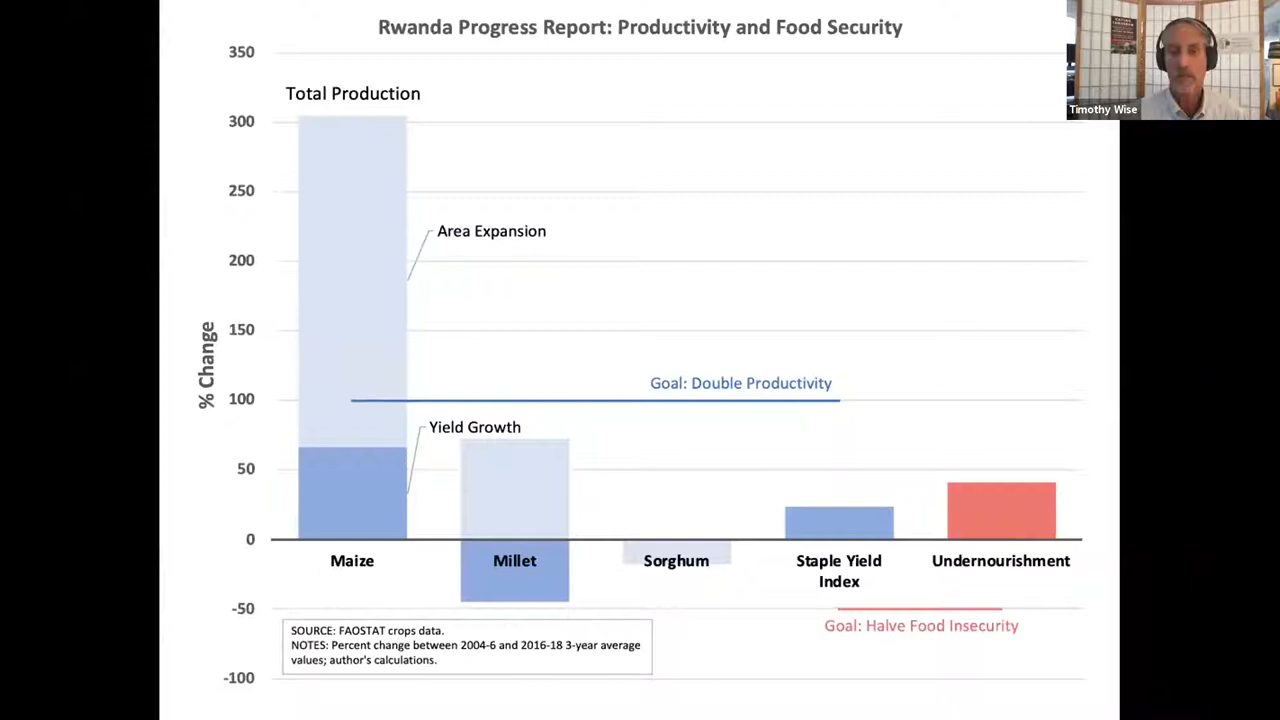 Rwanda Progress Report: Productivity and Food Security
Timothy Wise
350
Total Production
300
250
Area Expansion
200
150
% Change
Goal: Double Productivity
100
Yield Growth
50
0
Maize
Millet
Sorghum
Staple Yield
Index
Undernourishment
-50
Goal: Halve Food Insecurity
SOURCE: FAOSTAT crops data.
NOTES: Percent change between 2004-6 and 2016-18 3-year average
values; author's calculations.
-100